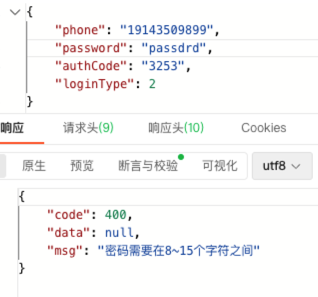 {
"phone": "19143509899",
"password": "passdrd",
"authCode": "3253",
"loginType": 2
}
响应 请求头(9) 响应头(10) Cookies
原生 预览 断言与校验 可视化 utf8
{
"code": 400,
"data": null,
"msg": "密码需要在8~15个字符之间"
}